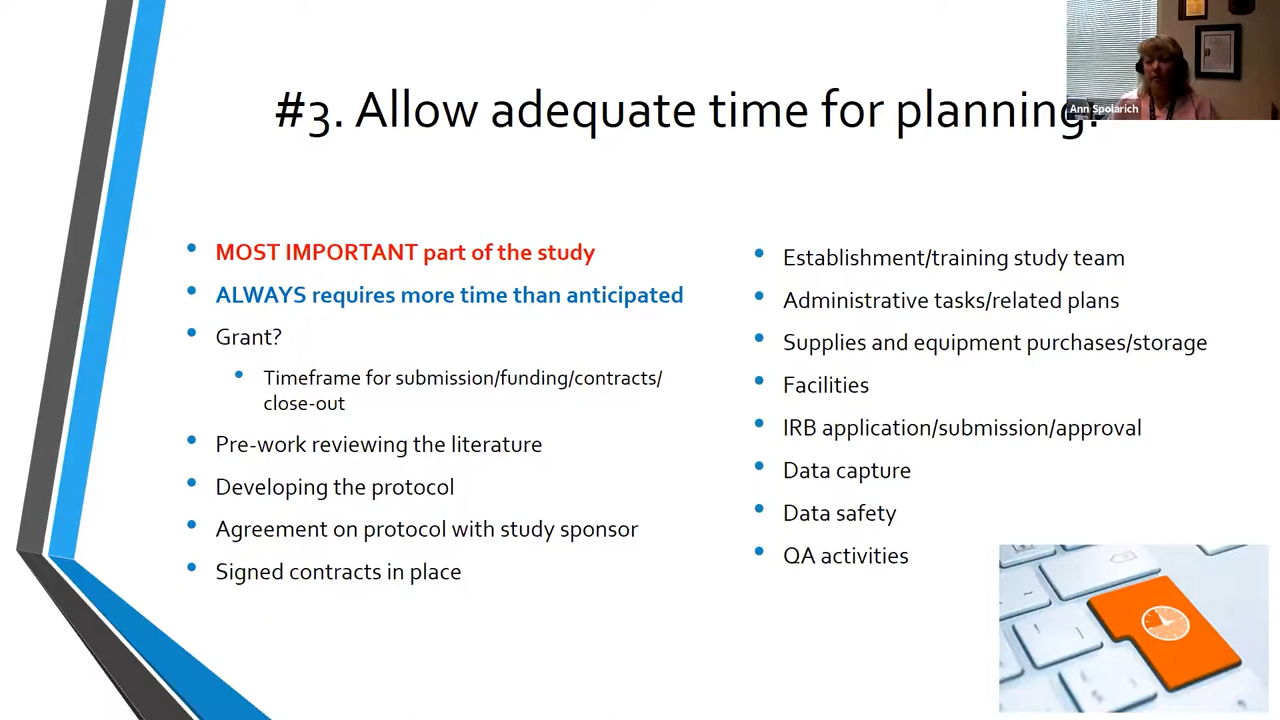 #3. Allow adequate time for planning!
Ann Spolarich
MOST IMPORTANT part of the study
ALWAYS requires more time than anticipated
Grant?
Timeframe for submission/funding/contracts/
close-out
Pre-work reviewing the literature
Developing the protocol
Agreement on protocol with study sponsor
Signed contracts in place
Establishment/training study team
Administrative tasks/related plans
Supplies and equipment purchases/storage
Facilities
IRB application/submission/approval
Data capture
Data safety
QA activities